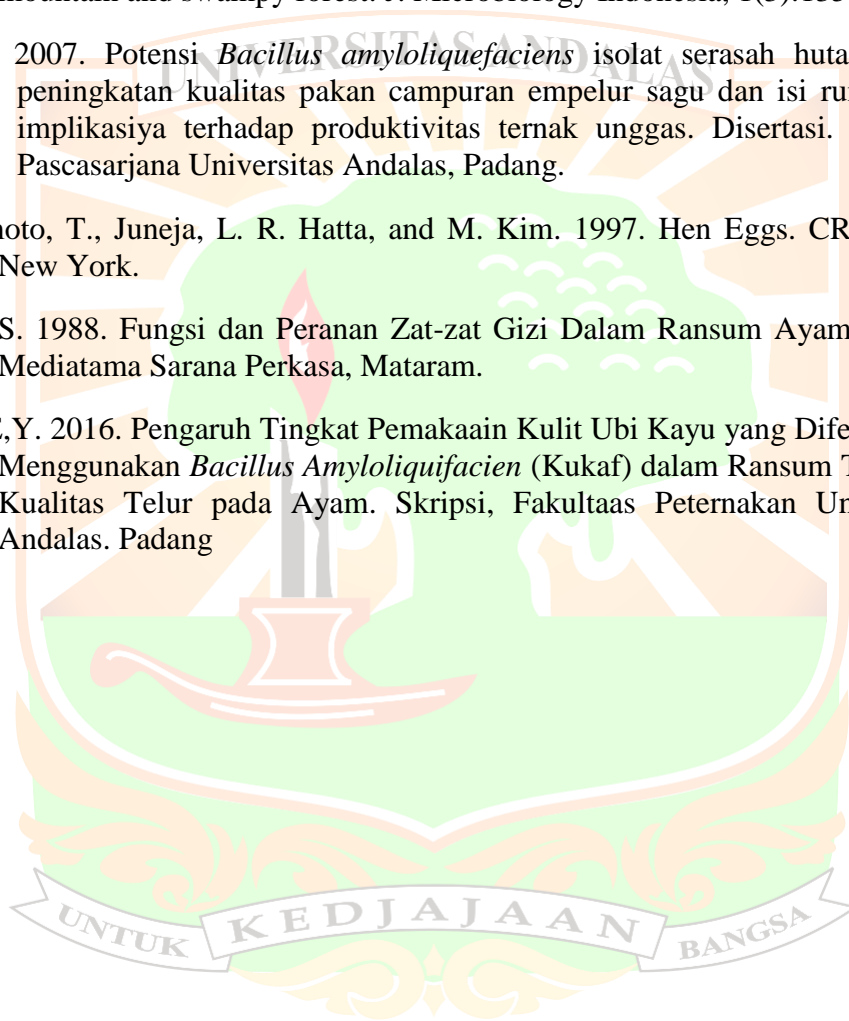 mountain and swampy forest. J. Microbiology Indonesia, 1(3):
2007. Potensi Bacillus amyloliquefaciens isolat serasah huta
UNIVERSITAS ANDALAS
peningkatan kualitas pakan campuran empelur sagu dan isi ru
implikasiya terhadap produktivitas ternak unggas. Disertasi.
Pascasarjana Universitas Andalas, Padang.
noto, T., Juneja, L. R. Hatta, and M. Kim. 1997. Hen Eggs. CR
New York.
S. 1988. Fungsi dan Peranan Zat-zat Gizi Dalam Ransum Ayam
Mediatama Sarana Perkasa, Mataram.
,Y. 2016. Pengaruh Tingkat Pemakaain Kulit Ubi Kayu yang Dife
Menggunakan Bacillus Amyloliquifacien (Kukaf) dalam Ransum T
Kualitas Telur pada Ayam. Skripsi, Fakultaas Peternakan Un
Andalas. Padang
UNTUK KEDJAJAAN BANGSA